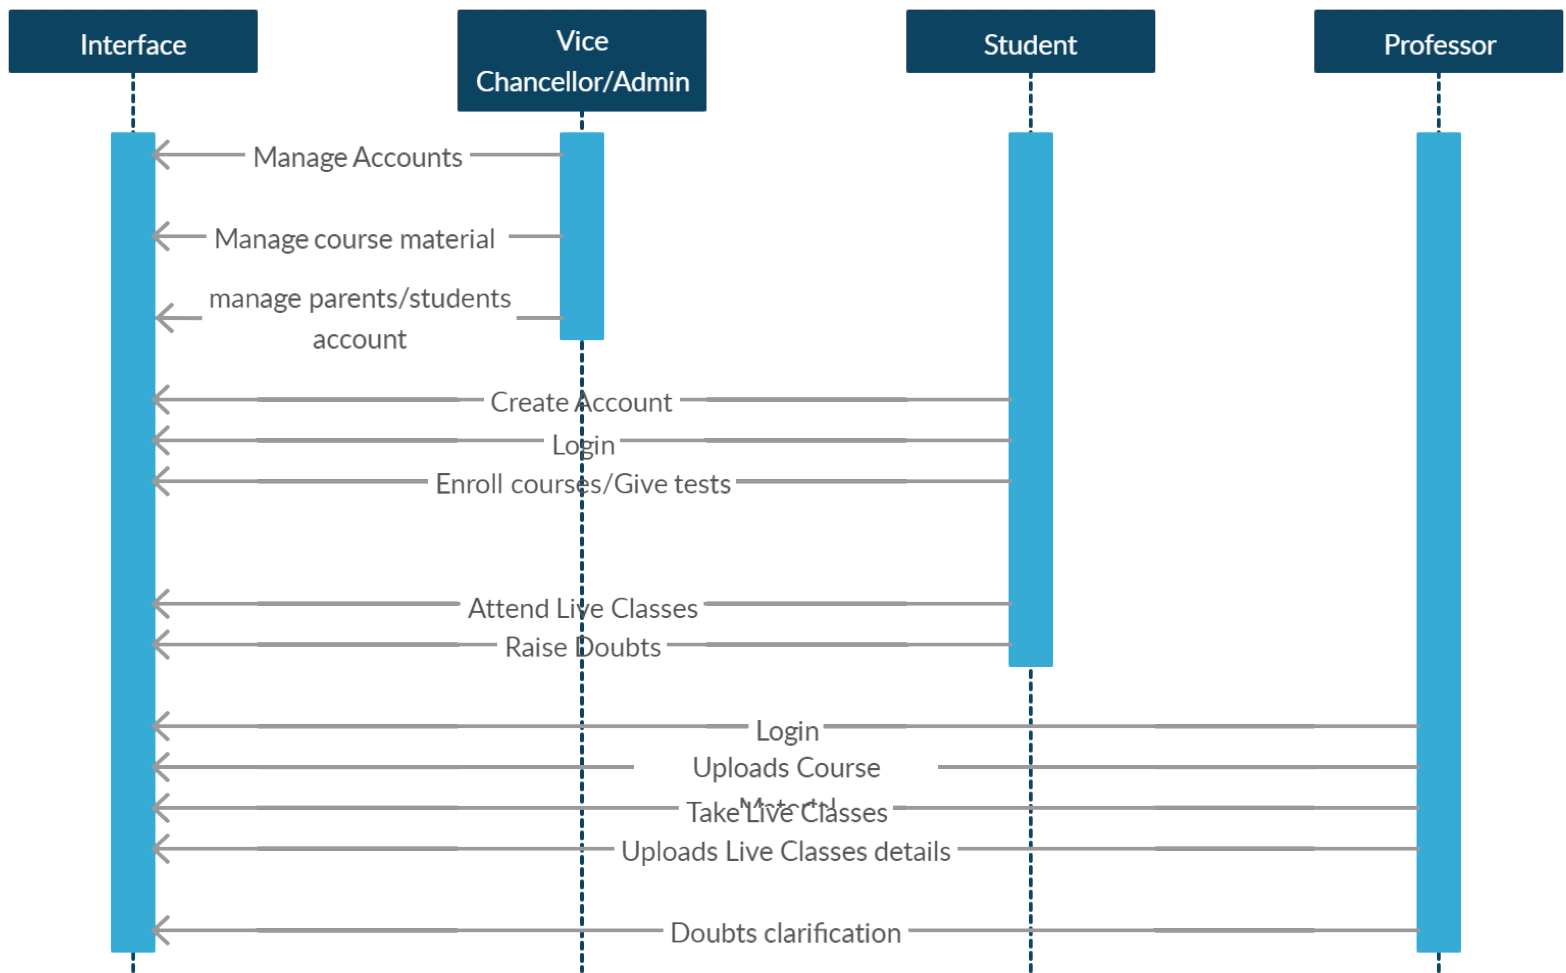 Interface
Vice
Chancellor/Admin
Student
Professor
Manage Accounts
Manage course material
manage parents/students
account
Create Account
Login
Enroll courses/Give tests
Attend Live Classes
Raise Doubts
Login
Uploads Course
Material
Take Live Classes
Uploads Live Classes details
Doubts clarification